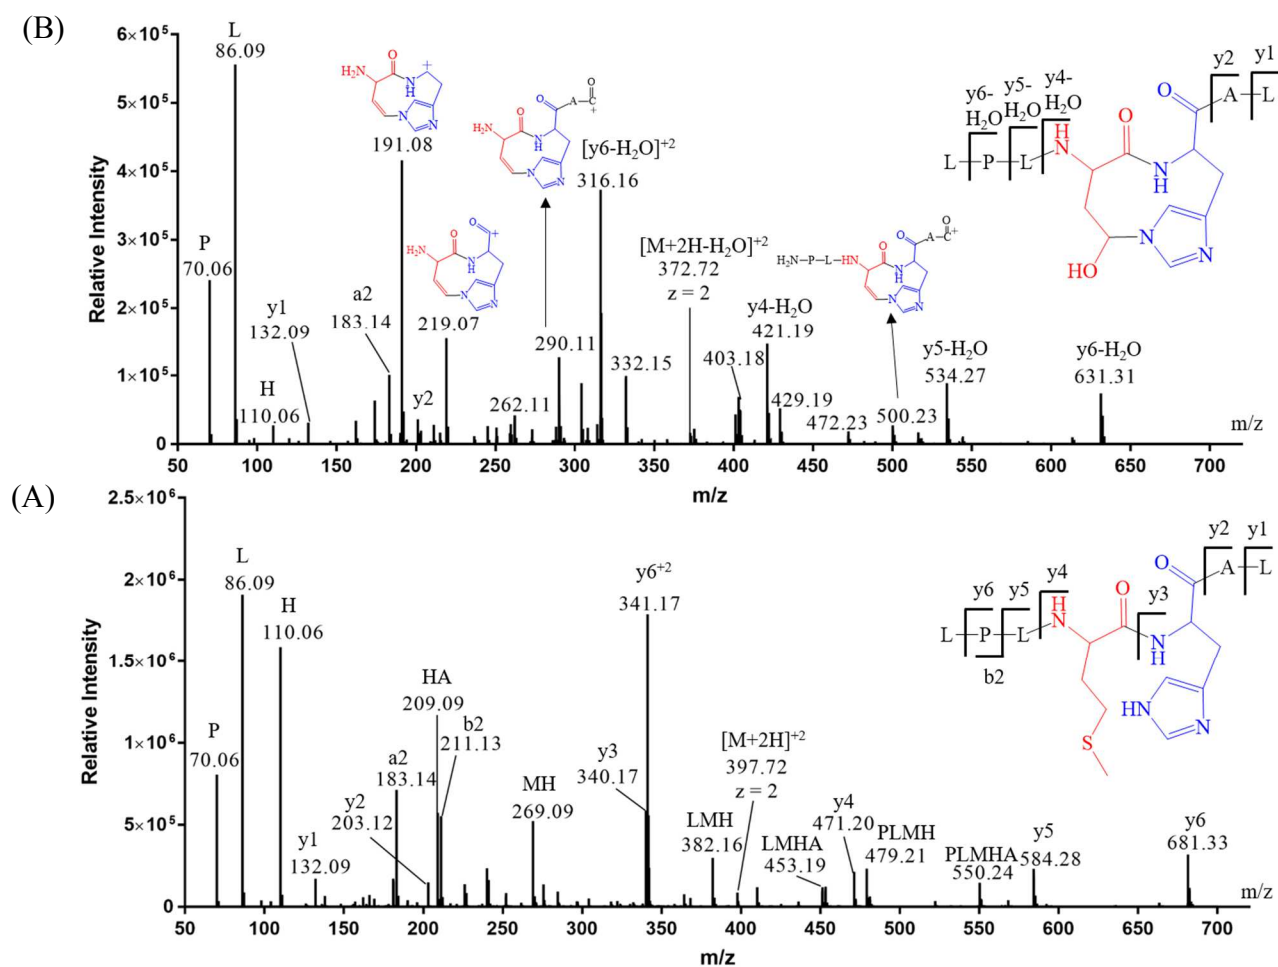 (B)
6×10⁵
5×10⁵
4×10⁵
3×10⁵
2×10⁵
1×10⁵
0
Relative Intensity
L
86.09
P
70.06
y1
132.09
H
110.06
a2
183.14
y2
191.08
219.07
262.11
290.11
[y6-H₂O]⁺²
316.16
332.15
[M+2H-H₂O]⁺²
372.72
z = 2
403.18
y4-H₂O
421.19
429.19
472.23
500.23
y5-H₂O
534.27
y6-H₂O
631.31
H₂N
O
N
H
+
N
N
H₂N
O
N
H
O
+
N
N
H₂N
O
N
H
O
A
O
C
+
N
N
H₂N-P-L-HN
O
N
H
O
A
O
C⁺
N
N
y6-
H₂O
y5-
H₂O
y4-
H₂O
y2
y1
L-P-L
H
N
O
N
H
O
A-L
HO
N
N
50 100 150 200 250 300 350 400 450 500 550 600 650 700
m/z
m/z
(A)
2.5×10⁶
2×10⁶
1.5×10⁶
1×10⁶
5×10⁵
0
Relative Intensity
L
86.09
H
110.06
P
70.06
y1
132.09
y2
203.12
a2
183.14
HA
209.09
b2
211.13
MH
269.09
y3
340.17
y6⁺²
341.17
LMH
382.16
[M+2H]⁺²
397.72
z = 2
LMHA
453.19
y4
471.20
PLMH
479.21
PLMHA
550.24
y5
584.28
y6
681.33
y6
y5
y4
y3
y2
y1
b2
L-P-L
H
N
O
N
H
O
A-L
S
HN
N
50 100 150 200 250 300 350 400 450 500 550 600 650 700
m/z
m/z